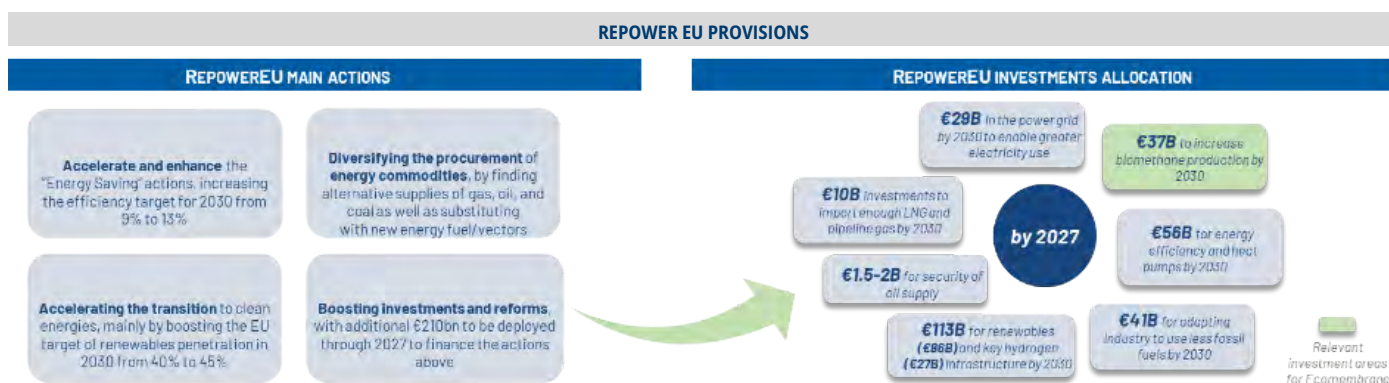 REPOWER EU PROVISIONS
REPOWEREU MAIN ACTIONS
Accelerate and enhance the
"Energy Saving" actions, increasing
the efficiency target for 2030 from
9% to 13%
Diversifying the procurement of
energy commodities, by finding
alternative supplies of gas, oil, and
coal as well as substituting
with new energy fuel/vectors
Accelerating the transition to clean
energies, mainly by boosting the EU
target of renewables penetration in
2030 from 40% to 45%
Boosting investments and reforms,
with additional €210bn to be deployed
through 2027 to finance the actions
above
REPOWEREU INVESTMENTS ALLOCATION
€29B in the power grid
by 2030 to enable greater
electricity use
€37B to increase
biomethane production by
2030
€10B investments to
import enough LNG and
pipeline gas by 2030
by 2027
€56B for energy
efficiency and heat
pumps by 2030
€1.5-2B for security of
oil supply
€113B for renewables
(€86B) and key hydrogen
(€27B) infrastructure by 2030
€41B for adapting
industry to use less fossil
fuels by 2030
Relevant
investment areas
for Ecomembrane